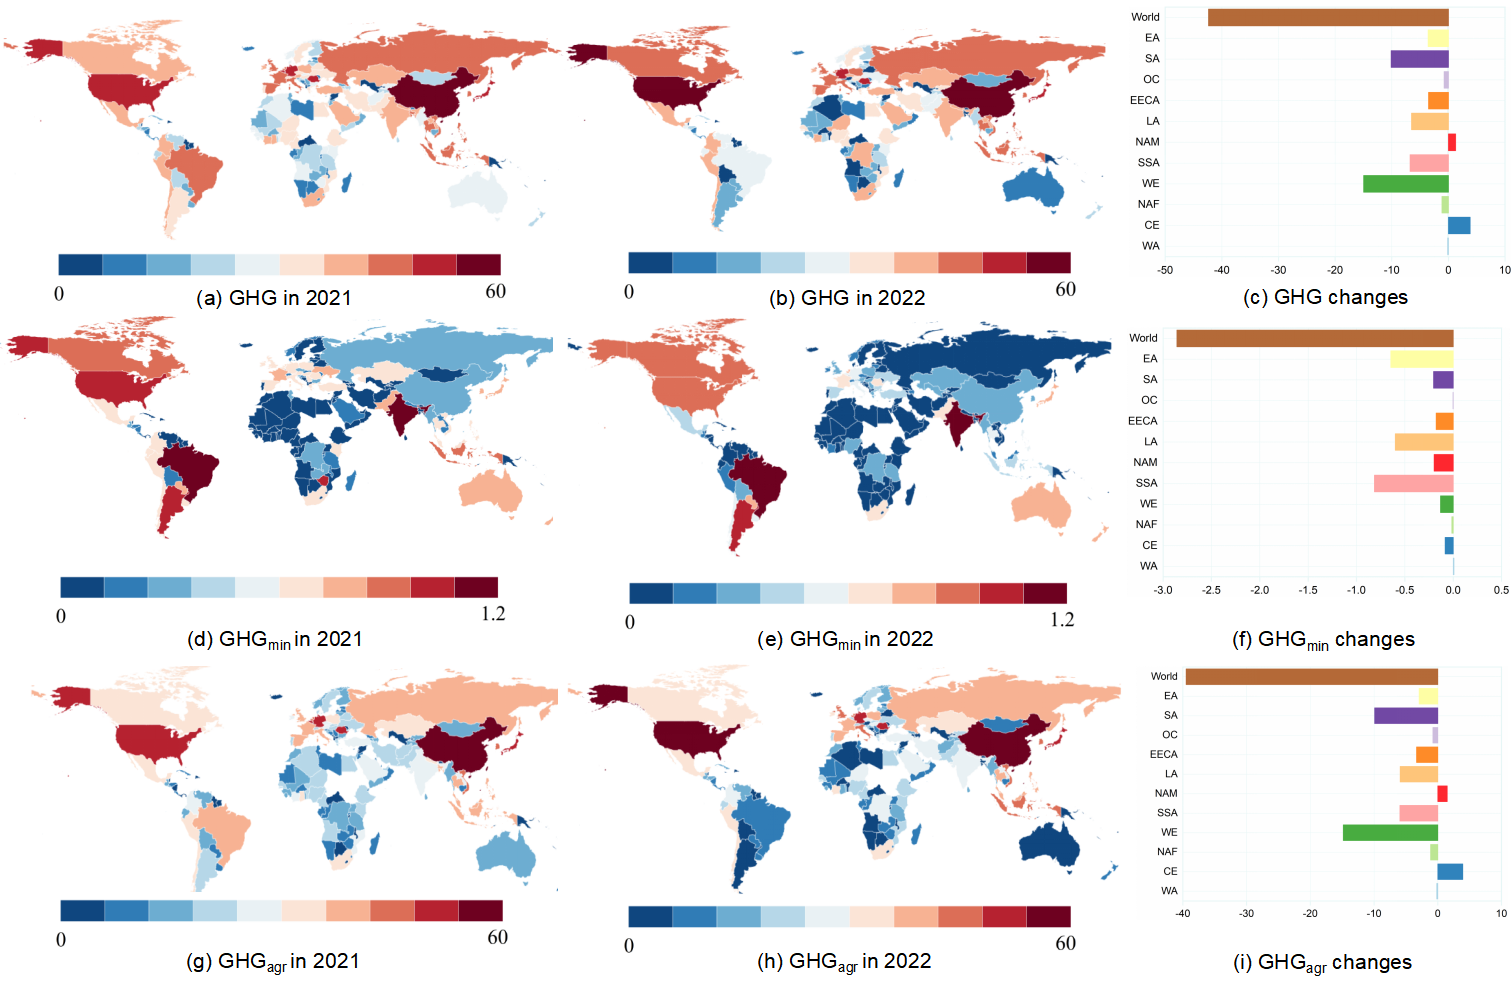 World
EA
SA
OC
EECA
LA
NAM
SSA
WE
NAF
CE
WA
-50 -40 -30 -20 -10 0 10
0 60
0 60
(a) GHG in 2021
(b) GHG in 2022
(c) GHG changes
World
EA
SA
OC
EECA
LA
NAM
SSA
WE
NAF
CE
WA
-3.0 -2.5 -2.0 -1.5 -1.0 -0.5 0.0 0.5
0 1.2
0 1.2
(d) GHGmin in 2021
(e) GHGmin in 2022
(f) GHGmin changes
World
EA
SA
OC
EECA
LA
NAM
SSA
WE
NAF
CE
WA
-40 -30 -20 -10 0 10
0 60
0 60
(g) GHGagr in 2021
(h) GHGagr in 2022
(i) GHGagr changes